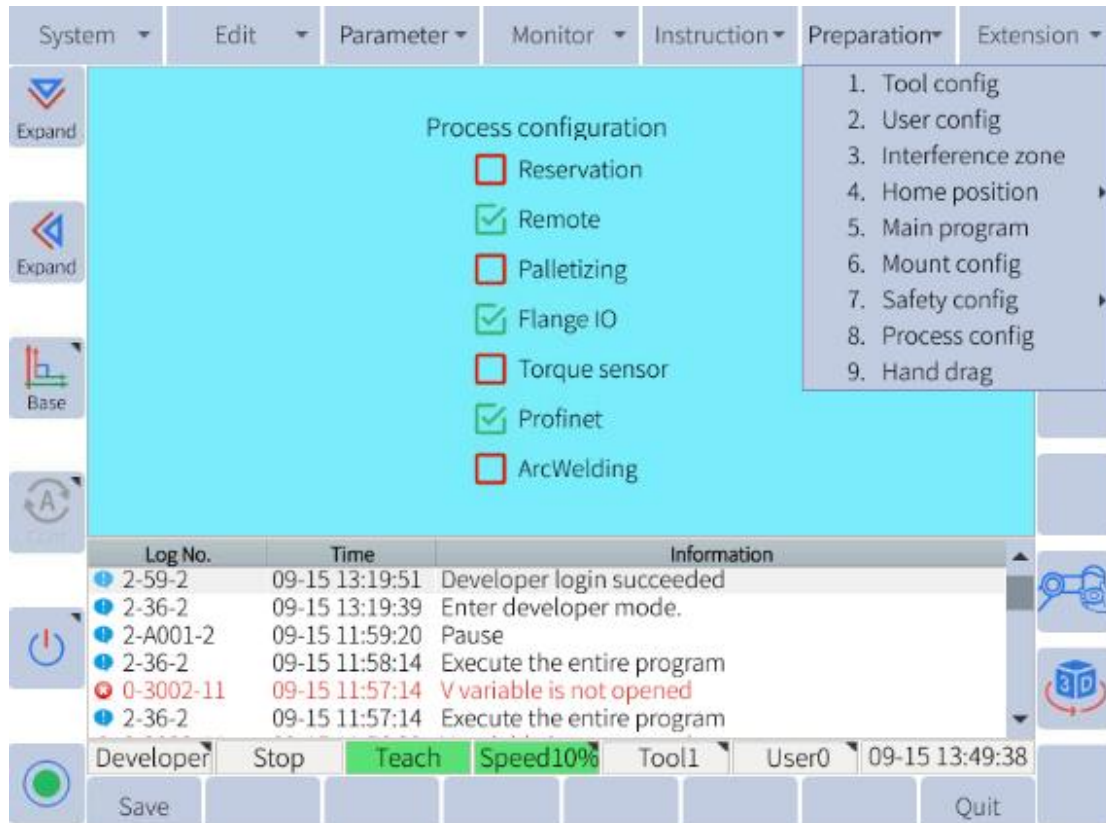 System Edit Parameter Monitor Instruction Preparation Extension
1. Tool config
2. User config
3. Interference zone
4. Home position
5. Main program
6. Mount config
7. Safety config
8. Process config
9. Hand drag
Expand
Expand
Base
A
Process configuration
Reservation
Remote
Palletizing
Flange IO
Torque sensor
Profinet
ArcWelding
Log No. Time Information
2-59-2 09-15 13:19:51 Developer login succeeded
2-36-2 09-15 13:19:39 Enter developer mode.
2-A001-2 09-15 11:59:20 Pause
2-36-2 09-15 11:58:14 Execute the entire program
0-3002-11 09-15 11:57:14 V variable is not opened
2-36-2 09-15 11:57:14 Execute the entire program
3D
Developer Stop Teach Speed10% Tool1 User0 09-15 13:49:38
Save Quit